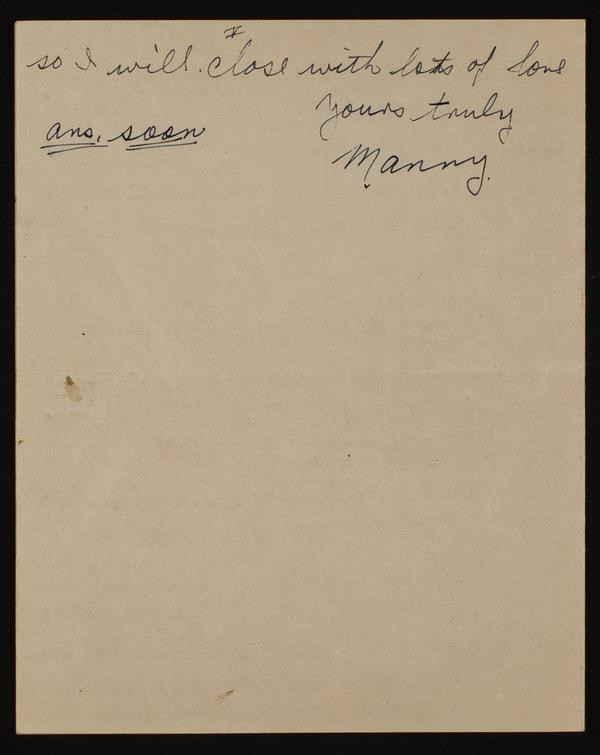 V
so I will close with lots of love
yours truly
ans. soon
Manny.